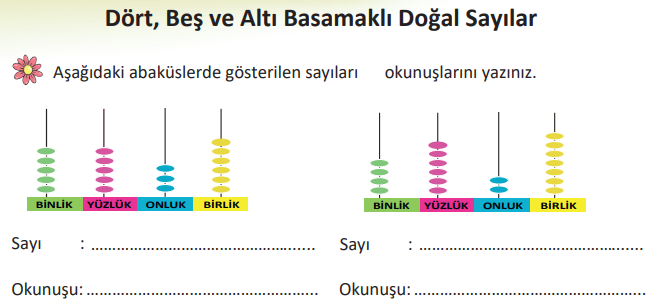 Dört, Beş ve Altı Basamaklı Doğal Sayılar
Aşağıdaki abaküslerde gösterilen sayıları okunuşlarını yazınız.
BİNLİK YÜZLÜK ONLUK BİRLİK
BİNLİK YÜZLÜK ONLUK BİRLİK
Sayı : ………………………………………......
Sayı : ………………………………………......
Okunuşu: …………………………………………..
Okunuşu: …………………………………………..